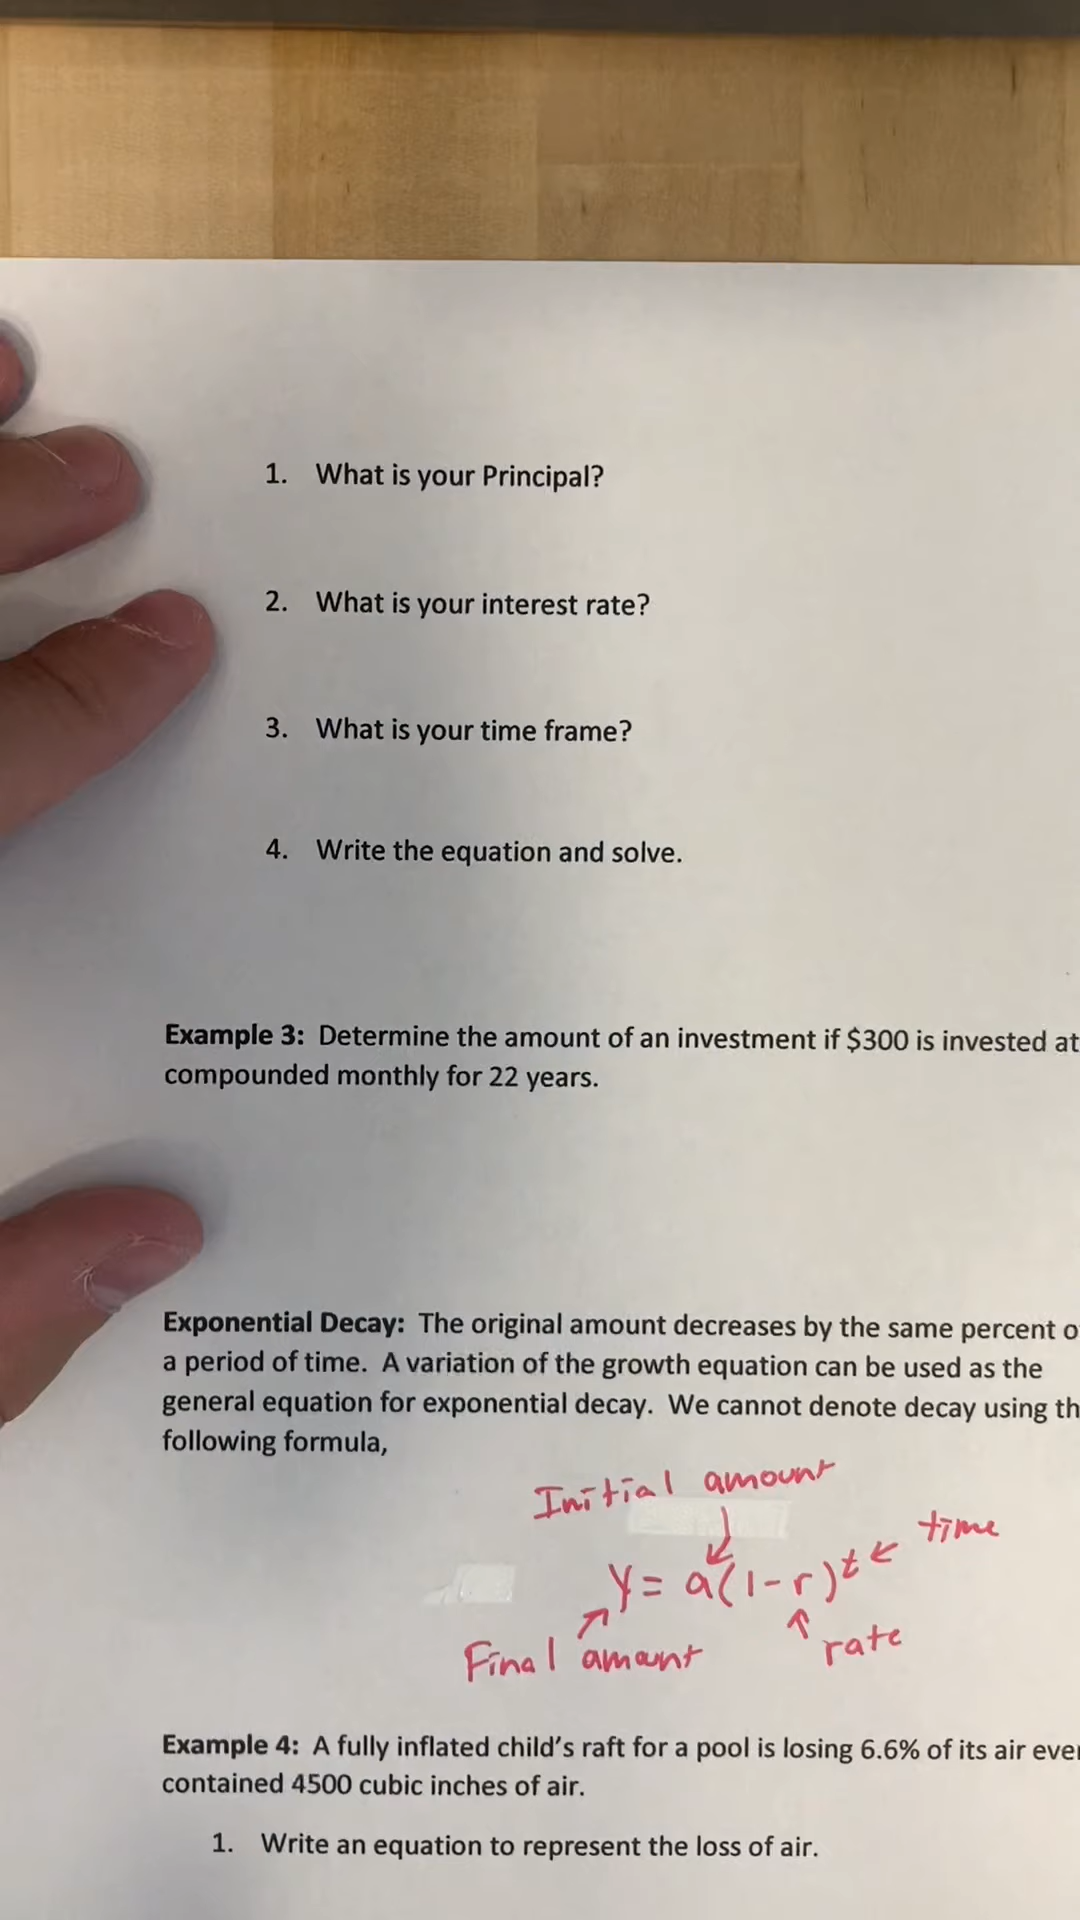 1. What is your Principal?
2. What is your interest rate?
3. What is your time frame?
4. Write the equation and solve.
Example 3: Determine the amount of an investment if $300 is invested at
compounded monthly for 22 years.
Exponential Decay: The original amount decreases by the same percent
a period of time. A variation of the growth equation can be used as the
general equation for exponential decay. We cannot denote decay using
following formula,
Initial amount
time
y = a(1-r)^t
rate
Final amount
Example 4: A fully inflated child's raft for a pool is losing 6.6% of its air
contained 4500 cubic inches of air.
1. Write an equation to represent the loss of air.